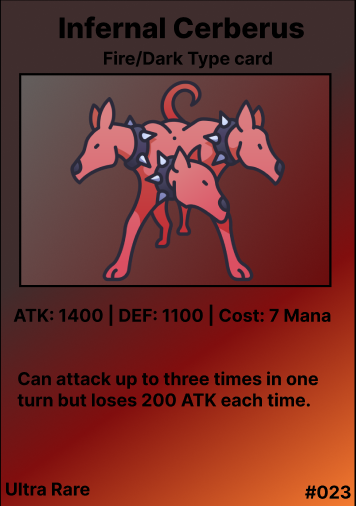 Infernal Cerberus
Fire/Dark Type card
ATK: 1400 | DEF: 1100 | Cost: 7 Mana
Can attack up to three times in one
turn but loses 200 ATK each time.
Ultra Rare
#023